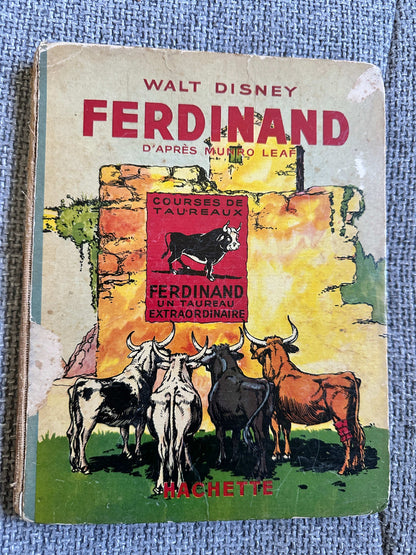 WALT DISNEY
FERDINAND
D'APRÈS MUNRO LEAF
COURSES DE
TAUREAUX
FERDINAND
UN TAUREAU
EXTRAORDINAIRE
HACHETTE